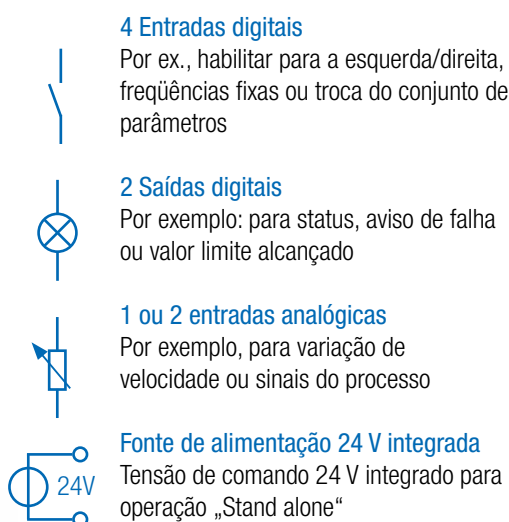 4 Entradas digitais
Por ex., habilitar para a esquerda/direita,
freqüências fixas ou troca do conjunto de
parâmetros
2 Saídas digitais
Por exemplo: para status, aviso de falha
ou valor limite alcançado
1 ou 2 entradas analógicas
Por exemplo, para variação de
velocidade ou sinais do processo
Fonte de alimentação 24 V integrada
24V
Tensão de comando 24 V integrado para
operação „Stand alone“